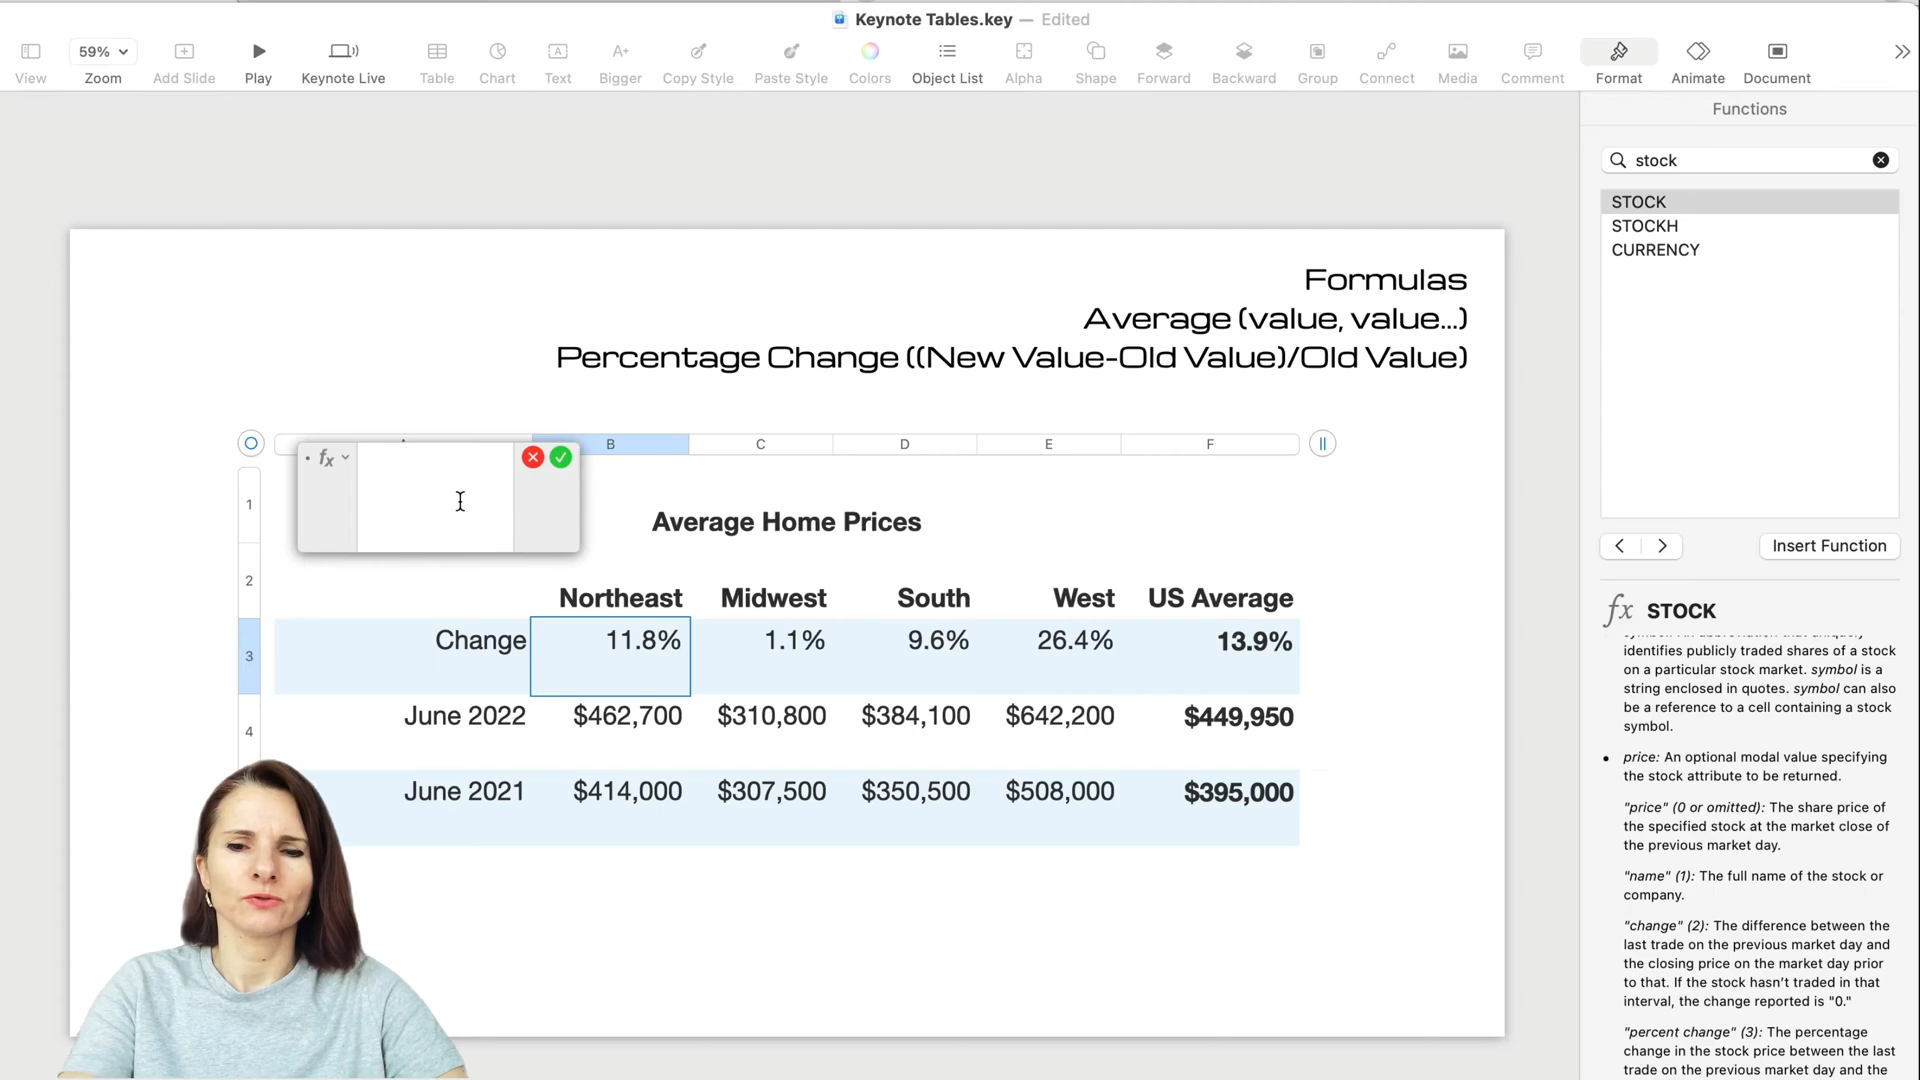 Keynote Tables.key — Edited
59%
View Zoom Add Slide Play Keynote Live Table Chart Text Bigger Copy Style Paste Style Colors Object List Alpha Shape Forward Backward Group Connect Media Comment Format Animate Document
Functions
stock
STOCK
STOCKH
CURRENCY
Insert Function
fx STOCK
identifies publicly traded shares of a stock
on a particular stock market. symbol is a
string enclosed in quotes. symbol can also
be a reference to a cell containing a stock
symbol.
• price: An optional modal value specifying
the stock attribute to be returned.
"price" (0 or omitted): The share price of
the specified stock at the market close of
the previous market day.
"name" (1): The full name of the stock or
company.
"change" (2): The difference between the
last trade on the previous market day and
the closing price on the market day prior
to that. If the stock hasn't traded in that
interval, the change reported is "0."
"percent change" (3): The percentage
change in the stock price between the last
trade on the previous market day and the
Formulas
Average (value, value...)
Percentage Change ((New Value-Old Value)/Old Value)
B C D E F
fx
1
Average Home Prices
2
Northeast Midwest South West US Average
3 Change 11.8% 1.1% 9.6% 26.4% 13.9%
4 June 2022 $462,700 $310,800 $384,100 $642,200 $449,950
June 2021 $414,000 $307,500 $350,500 $508,000 $395,000